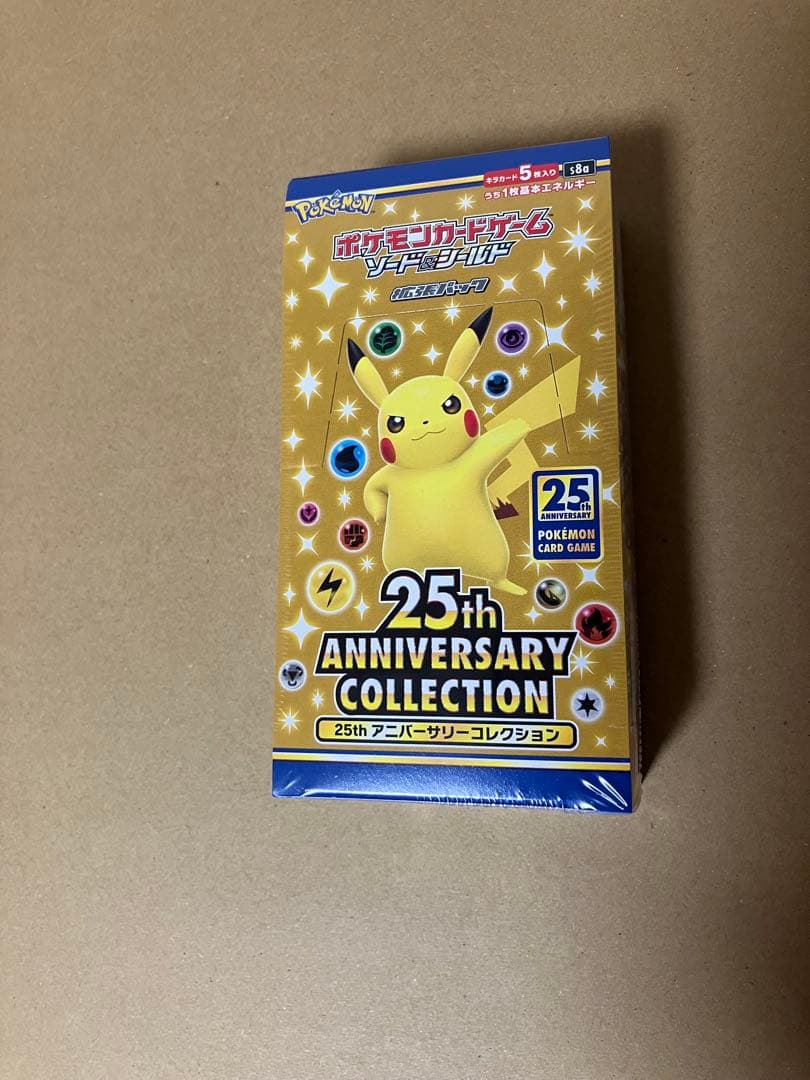 キラカード5枚入り
s8a
うち1枚基本エネルギー
POKéMON
ポケモンカードゲーム
ソード&シールド
拡張パック
25th
ANNIVERSARY
POKÉMON
CARD GAME
25th
ANNIVERSARY
COLLECTION
25th アニバーサリーコレクション